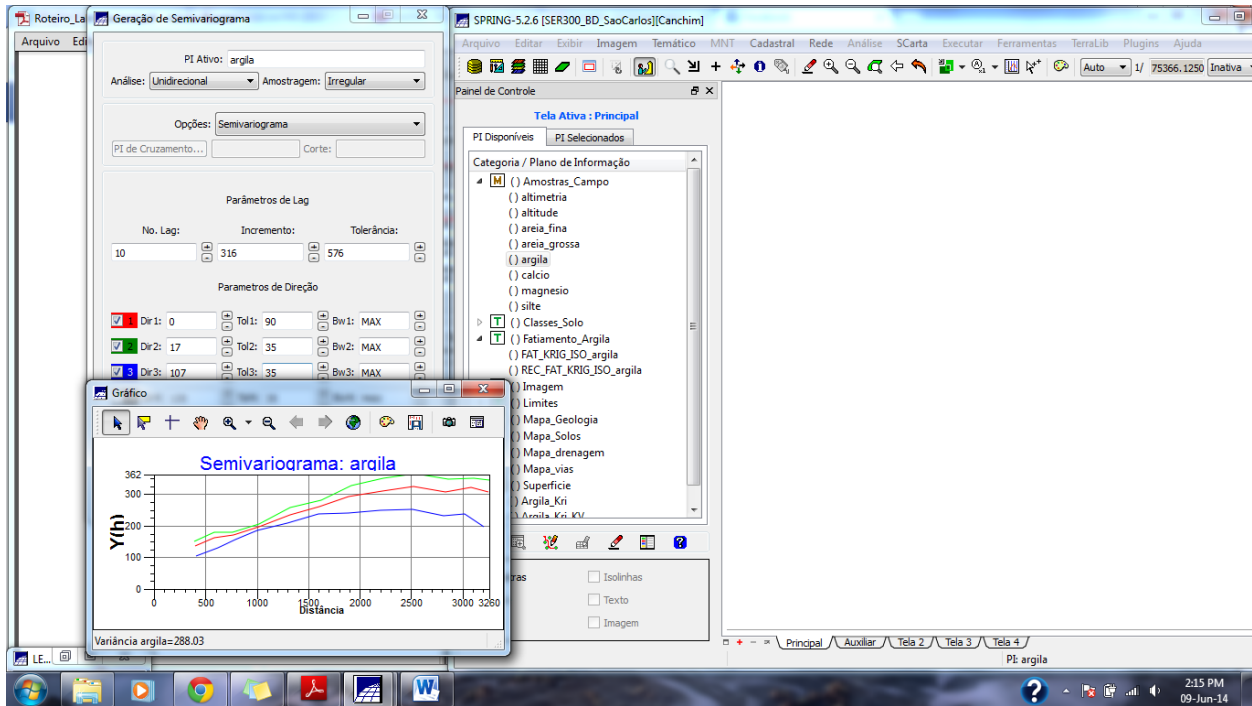 Roteiro_La
Arquivo Edi
Geração de Semivariograma
PI Ativo: argila
Análise: Unidirecional Amostragem: Irregular
Opções: Semivariograma
PI de Cruzamento... Corte:
Parâmetros de Lag
No. Lag: Incremento: Tolerância:
10 316 576
Parametros de Direção
1 Dir1: 0 Tol1: 90 Bw1: MAX
2 Dir2: 17 Tol2: 35 Bw2: MAX
3 Dir3: 107 Tol3: 35 Bw3: MAX
Gráfico
Semivariograma: argila
362
300
200
100
0
Y(h)
0 500 1000 1500 2000 2500 3000 3260
Distância
Variância argila=288.03
SPRING-5.2.6 [SER300_BD_SaoCarlos][Canchim]
Arquivo Editar Exibir Imagem Temático MNT Cadastral Rede Análise SCarta Executar Ferramentas TerraLib Plugins Ajuda
Auto 1/ 75366.1250 Inativa
Painel de Controle
Tela Ativa : Principal
PI Disponíveis PI Selecionados
Categoria / Plano de Informação
M () Amostras_Campo
() altimetria
() altitude
() areia_fina
() areia_grossa
() argila
() calcio
() magnesio
() silte
T () Classes_Solo
T () Fatiamento_Argila
() FAT_KRIG_ISO_argila
() REC_FAT_KRIG_ISO_argila
) Imagem
) Limites
) Mapa_Geologia
) Mapa_Solos
) Mapa_drenagem
) Mapa_vias
) Superficie
) Argila_Kri
) Argila_Kri_KV
ras Isolinhas
Texto
Imagem
Principal Auxiliar Tela 2 Tela 3 Tela 4
PI: argila
LE...
2:15 PM
09-Jun-14